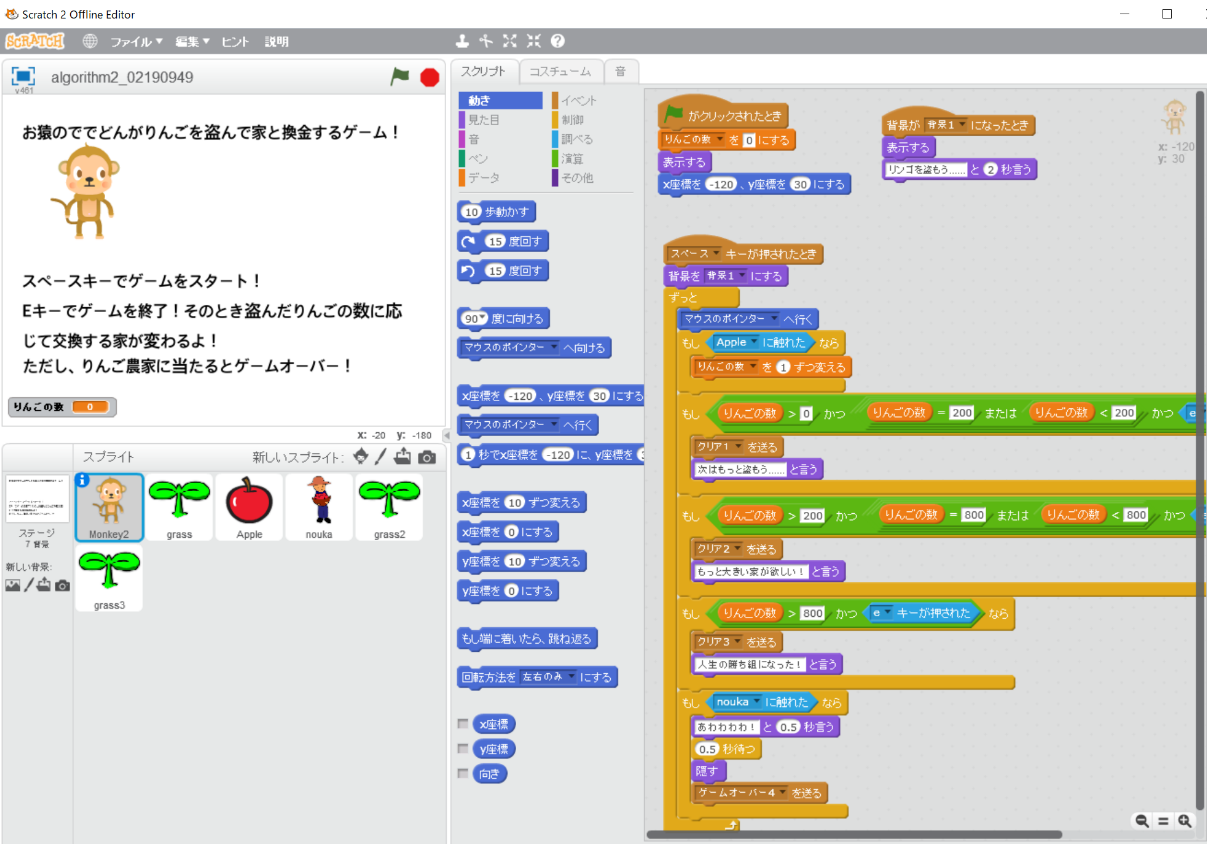 Scratch 2 Offline Editor
SCRATCH ファイル▼ 編集▼ ヒント 説明
v461
algorithm2_02190949
お猿のででどんがりんごを盗んで家と換金するゲーム！
スペースキーでゲームをスタート！
Eキーでゲームを終了！そのとき盗んだりんごの数に応
じて交換する家が変わるよ！
ただし、りんご農家に当たるとゲームオーバー！
りんごの数 0
X: -20 y: -180
スプライト 新しいスプライト:
ステージ
7 背景
新しい背景:
Monkey2
grass
Apple
nouka
grass2
grass3
スクリプト コスチューム 音
動き イベント
見た目 制御
音 調べる
ペン 演算
データ その他
10 歩動かす
15 度回す
15 度回す
90▼ 度に向ける
マウスのポインター へ向ける
x座標を -120 、y座標を 30 にする
マウスのポインター へ行く
1 秒でx座標を -120 に、y座標を
x座標を 10 ずつ変える
x座標を 0 にする
y座標を 10 ずつ変える
y座標を 0 にする
もし端に着いたら、跳ね返る
回転方法を 左右のみ にする
x座標
y座標
向き
がクリックされたとき
りんごの数 を 0 にする
表示する
x座標を -120 、y座標を 30 にする
背景が 背景1 になったとき
表示する
リンゴを盗もう...... と 2 秒言う
x: -120
y: 30
スペース キーが押されたとき
背景を 背景1 にする
ずっと
マウスのポインター へ行く
もし Apple に触れた なら
りんごの数 を 1 ずつ変える
もし りんごの数 > 0 かつ りんごの数 = 200 または りんごの数 < 200 かつ e
クリア1 を送る
次はもっと盗もう...... と言う
もし りんごの数 > 200 かつ りんごの数 = 800 または りんごの数 < 800 かつ
クリア2 を送る
もっと大きい家が欲しい！ と言う
もし りんごの数 > 800 かつ e キーが押された なら
クリア3 を送る
人生の勝ち組になった！ と言う
もし nouka に触れた なら
あわわわわ！ と 0.5 秒言う
0.5 秒待つ
隠す
ゲームオーバー4 を送る